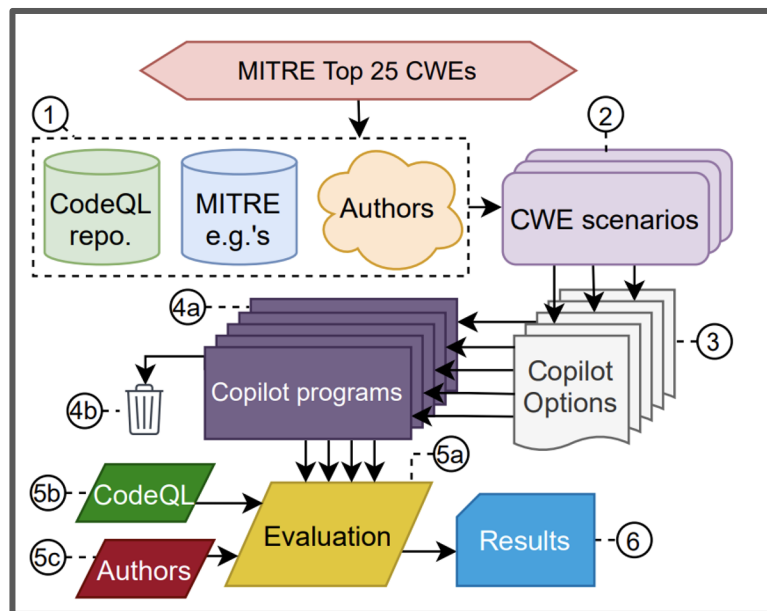 MITRE Top 25 CWEs
1
2
CodeQL
repo.
MITRE
e.g.'s
Authors
CWE scenarios
4a
3
Copilot programs
Copilot
Options
4b
5a
5b
CodeQL
Evaluation
Results
6
5c
Authors